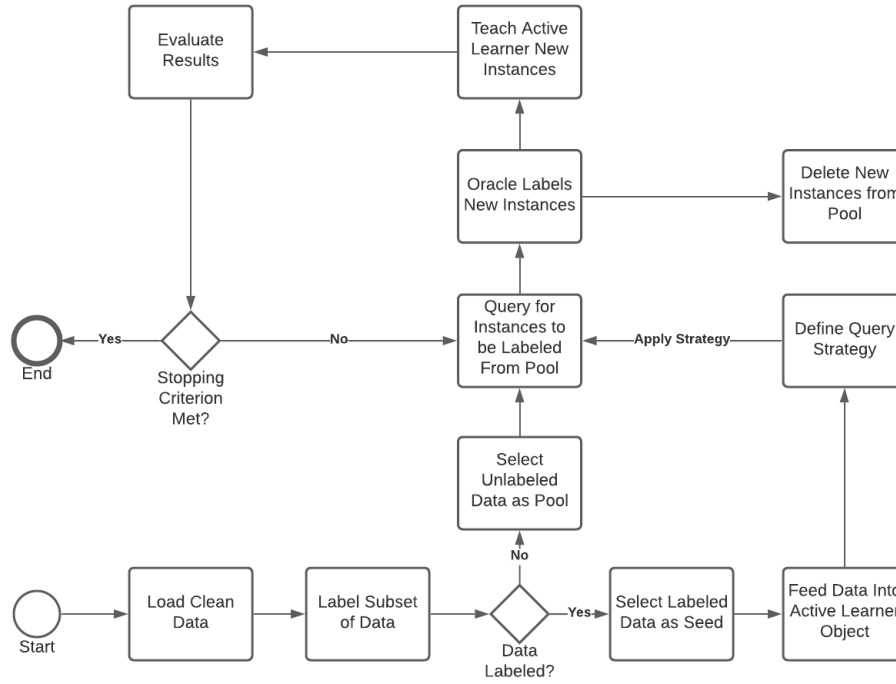 Evaluate
Results
Teach Active
Learner New
Instances
Oracle Labels
New Instances
Delete New
Instances from
Pool
Query for
Instances to
be Labeled
From Pool
Define Query
Strategy
Apply Strategy
Yes
No
End
Stopping
Criterion
Met?
Select
Unlabeled
Data as Pool
No
Load Clean
Data
Label Subset
of Data
Yes
Select Labeled
Data as Seed
Feed Data Into
Active Learner
Object
Start
Data
Labeled?